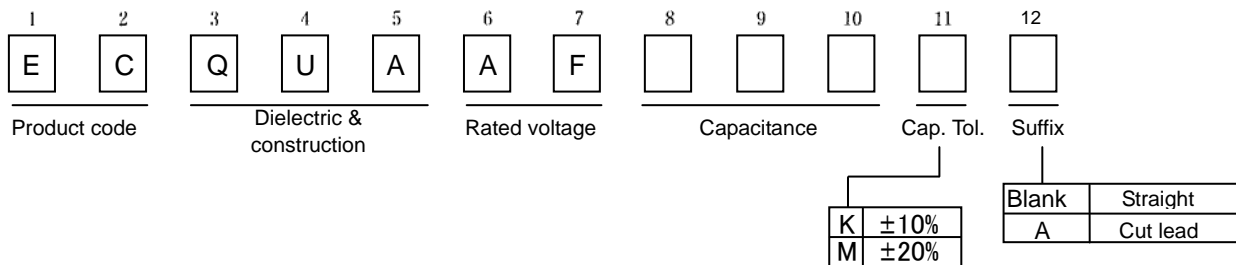 1 2 3 4 5 6 7 8 9 10 11 12
E C Q U A A F
Product code Dielectric & construction Rated voltage Capacitance Cap. Tol. Suffix
Blank Straight
A Cut lead
K ±10%
M ±20%